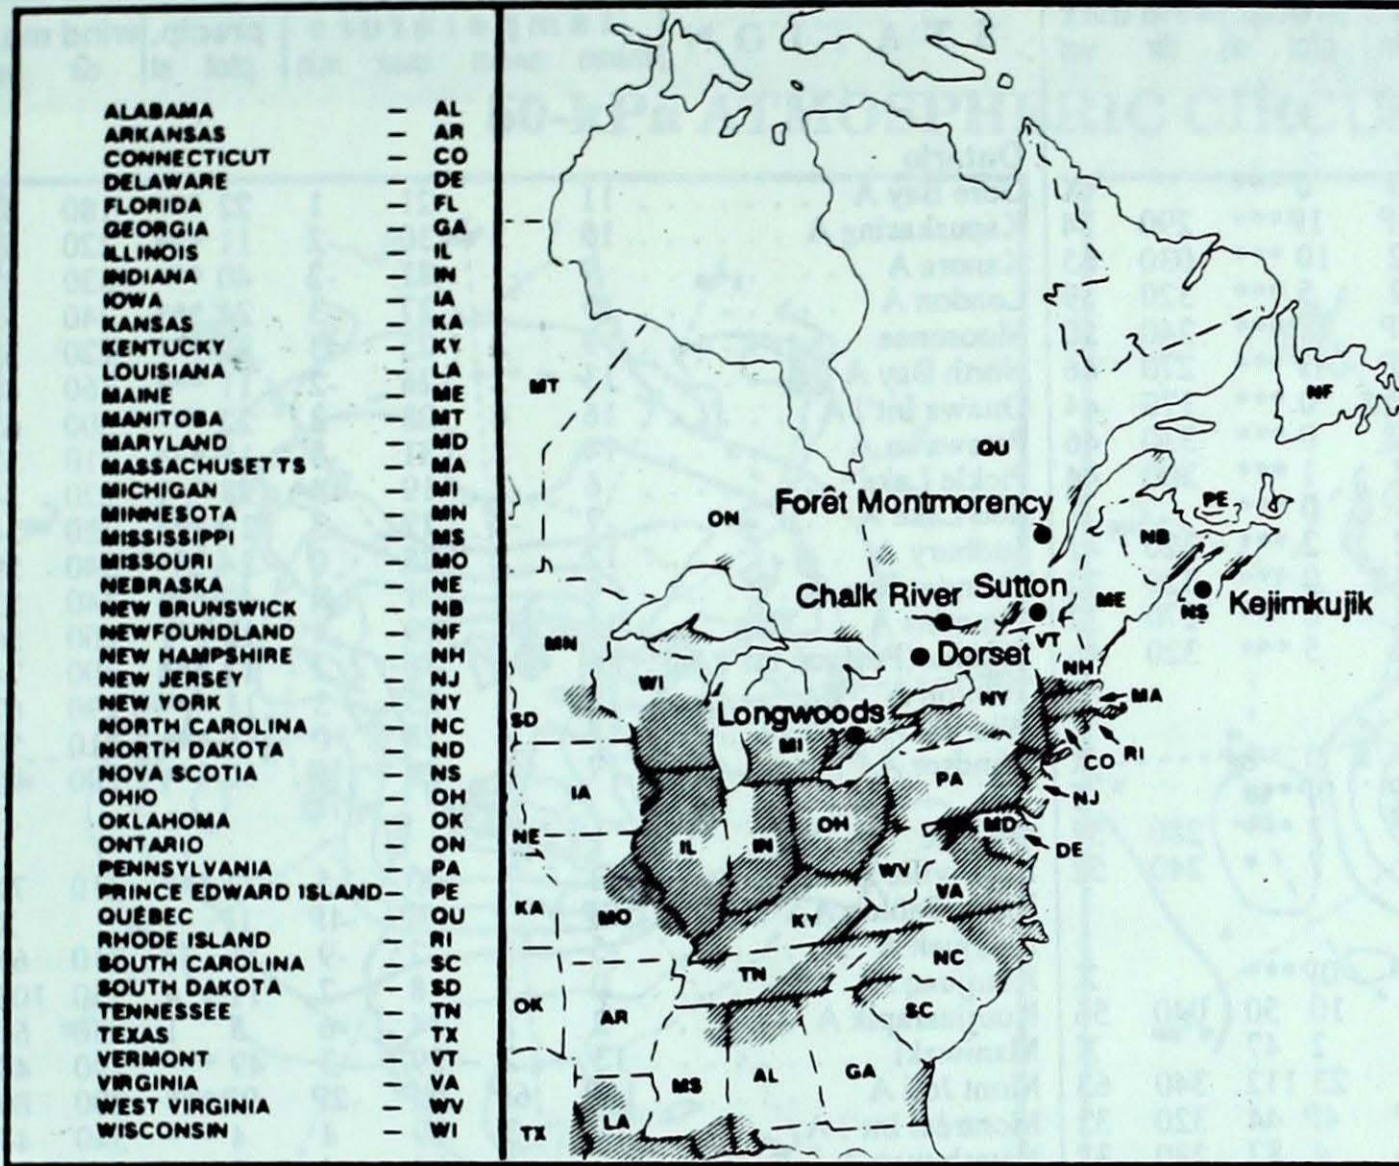 ALABAMA – AL
ARKANSAS – AR
CONNECTICUT – CO
DELAWARE – DE
FLORIDA – FL
GEORGIA – GA
ILLINOIS – IL
INDIANA – IN
IOWA – IA
KANSAS – KA
KENTUCKY – KY
LOUISIANA – LA
MAINE – ME
MANITOBA – MT
MARYLAND – MD
MASSACHUSETTS – MA
MICHIGAN – MI
MINNESOTA – MN
MISSISSIPPI – MS
MISSOURI – MO
NEBRASKA – NE
NEW BRUNSWICK – NB
NEWFOUNDLAND – NF
NEW HAMPSHIRE – NH
NEW JERSEY – NJ
NEW YORK – NY
NORTH CAROLINA – NC
NORTH DAKOTA – ND
NOVA SCOTIA – NS
OHIO – OH
OKLAHOMA – OK
ONTARIO – ON
PENNSYLVANIA – PA
PRINCE EDWARD ISLAND – PE
QUÉBEC – QU
RHODE ISLAND – RI
SOUTH CAROLINA – SC
SOUTH DAKOTA – SD
TENNESSEE – TN
TEXAS – TX
VERMONT – VT
VIRGINIA – VA
WEST VIRGINIA – WV
WISCONSIN – WI
MT
NF
QU
Forêt Montmorency
PE
ON
NB
Chalk River
Sutton
ME
NS
Kejimkujik
MN
VT
Dorset
NH
WI
NY
MA
SD
Longwoods
MI
RI
CO
PA
IA
NJ
OH
MD
NE
IL
IN
DE
WV
VA
KA
MO
KY
NC
TN
OK
AR
SC
MS
AL
GA
LA
TX